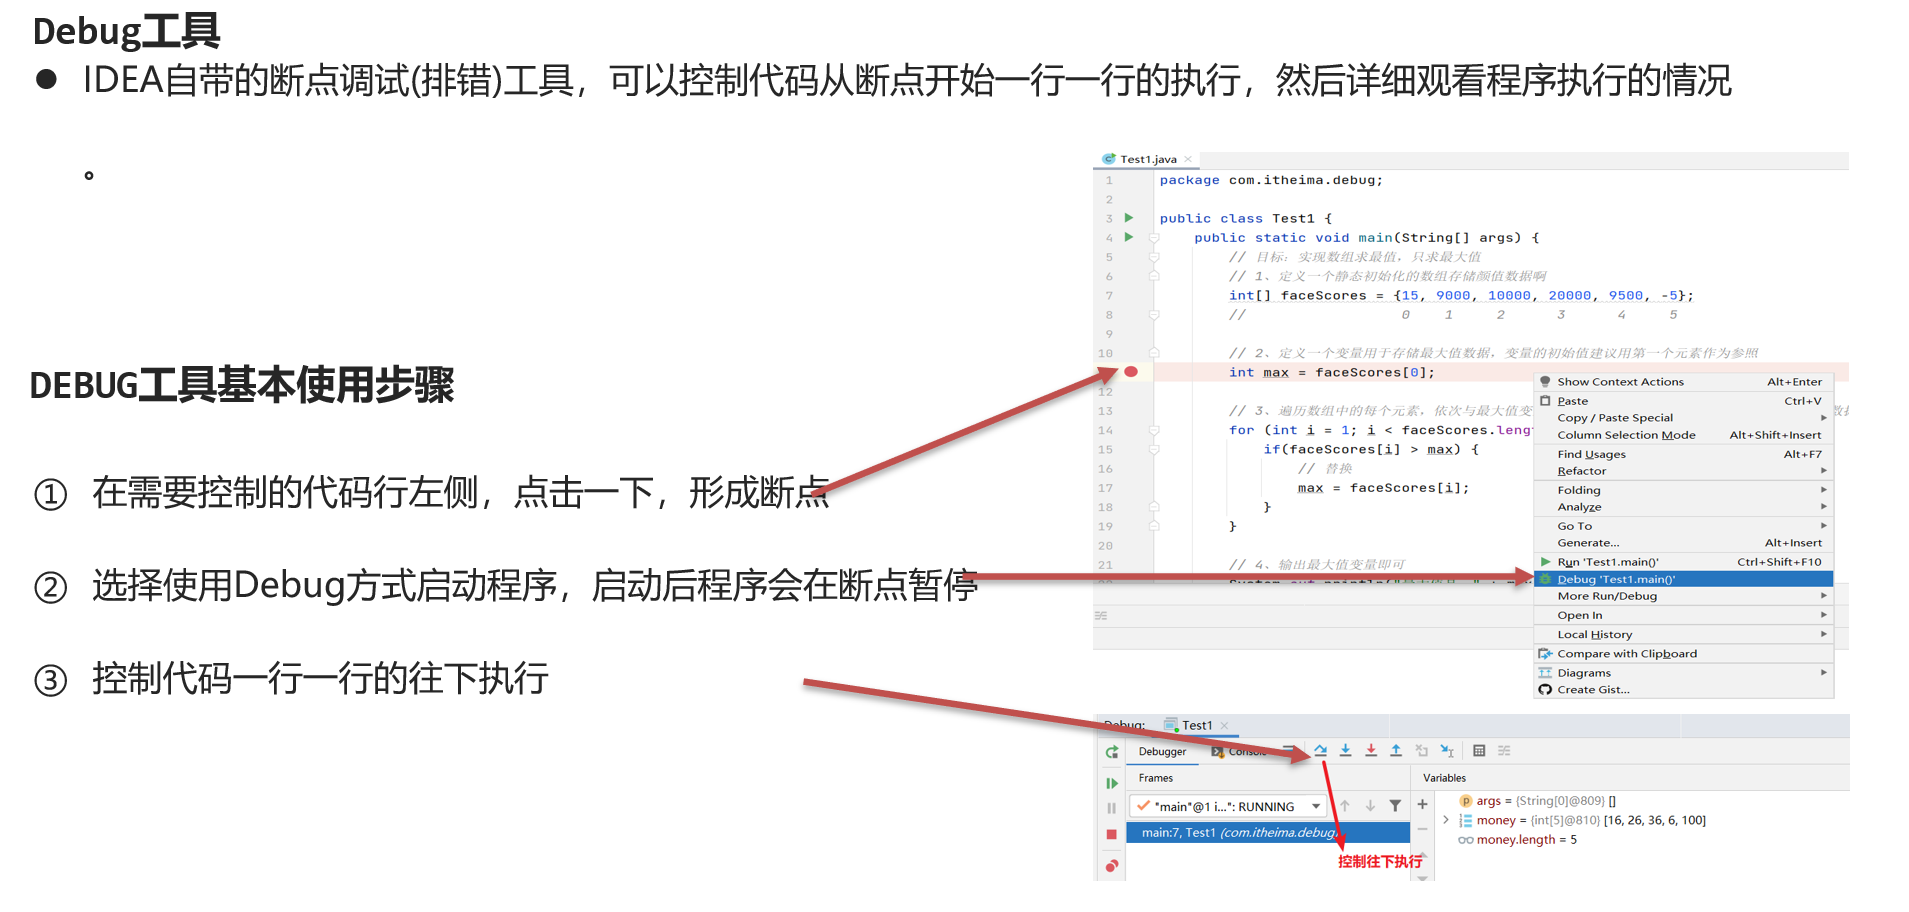 Debug工具
● IDEA自带的断点调试(排错)工具，可以控制代码从断点开始一行一行的执行，然后详细观看程序执行的情况
。
DEBUG工具基本使用步骤
① 在需要控制的代码行左侧，点击一下，形成断点
② 选择使用Debug方式启动程序，启动后程序会在断点暂停
③ 控制代码一行一行的往下执行
Test1.java
1 package com.itheima.debug;
2
3 public class Test1 {
4 public static void main(String[] args) {
5 // 目标：实现数组求最值，只求最大值
6 // 1、定义一个静态初始化的数组存储颜值数据啊
7 int[] faceScores = {15, 9000, 10000, 20000, 9500, -5};
8 // 0 1 2 3 4 5
9
10 // 2、定义一个变量用于存储最大值数据，变量的初始值建议用第一个元素作为参照
int max = faceScores[0];
12
13 // 3、遍历数组中的每个元素，依次与最大值变
14 for (int i = 1; i < faceScores.leng
15 if(faceScores[i] > max) {
16 // 替换
17 max = faceScores[i];
18 }
19 }
20
21 // 4、输出最大值变量即可
Show Context Actions Alt+Enter
Paste Ctrl+V
Copy / Paste Special
Column Selection Mode Alt+Shift+Insert
Find Usages Alt+F7
Refactor
Folding
Analyze
Go To
Generate... Alt+Insert
Run 'Test1.main()' Ctrl+Shift+F10
Debug 'Test1.main()'
More Run/Debug
Open In
Local History
Compare with Clipboard
Diagrams
Create Gist...
Debug: Test1
Debugger Console
Frames
Variables
"main"@1 i...": RUNNING
main:7, Test1 (com.itheima.debug)
args = {String[0]@809} []
money = {int[5]@810} [16, 26, 36, 6, 100]
money.length = 5
控制往下执行